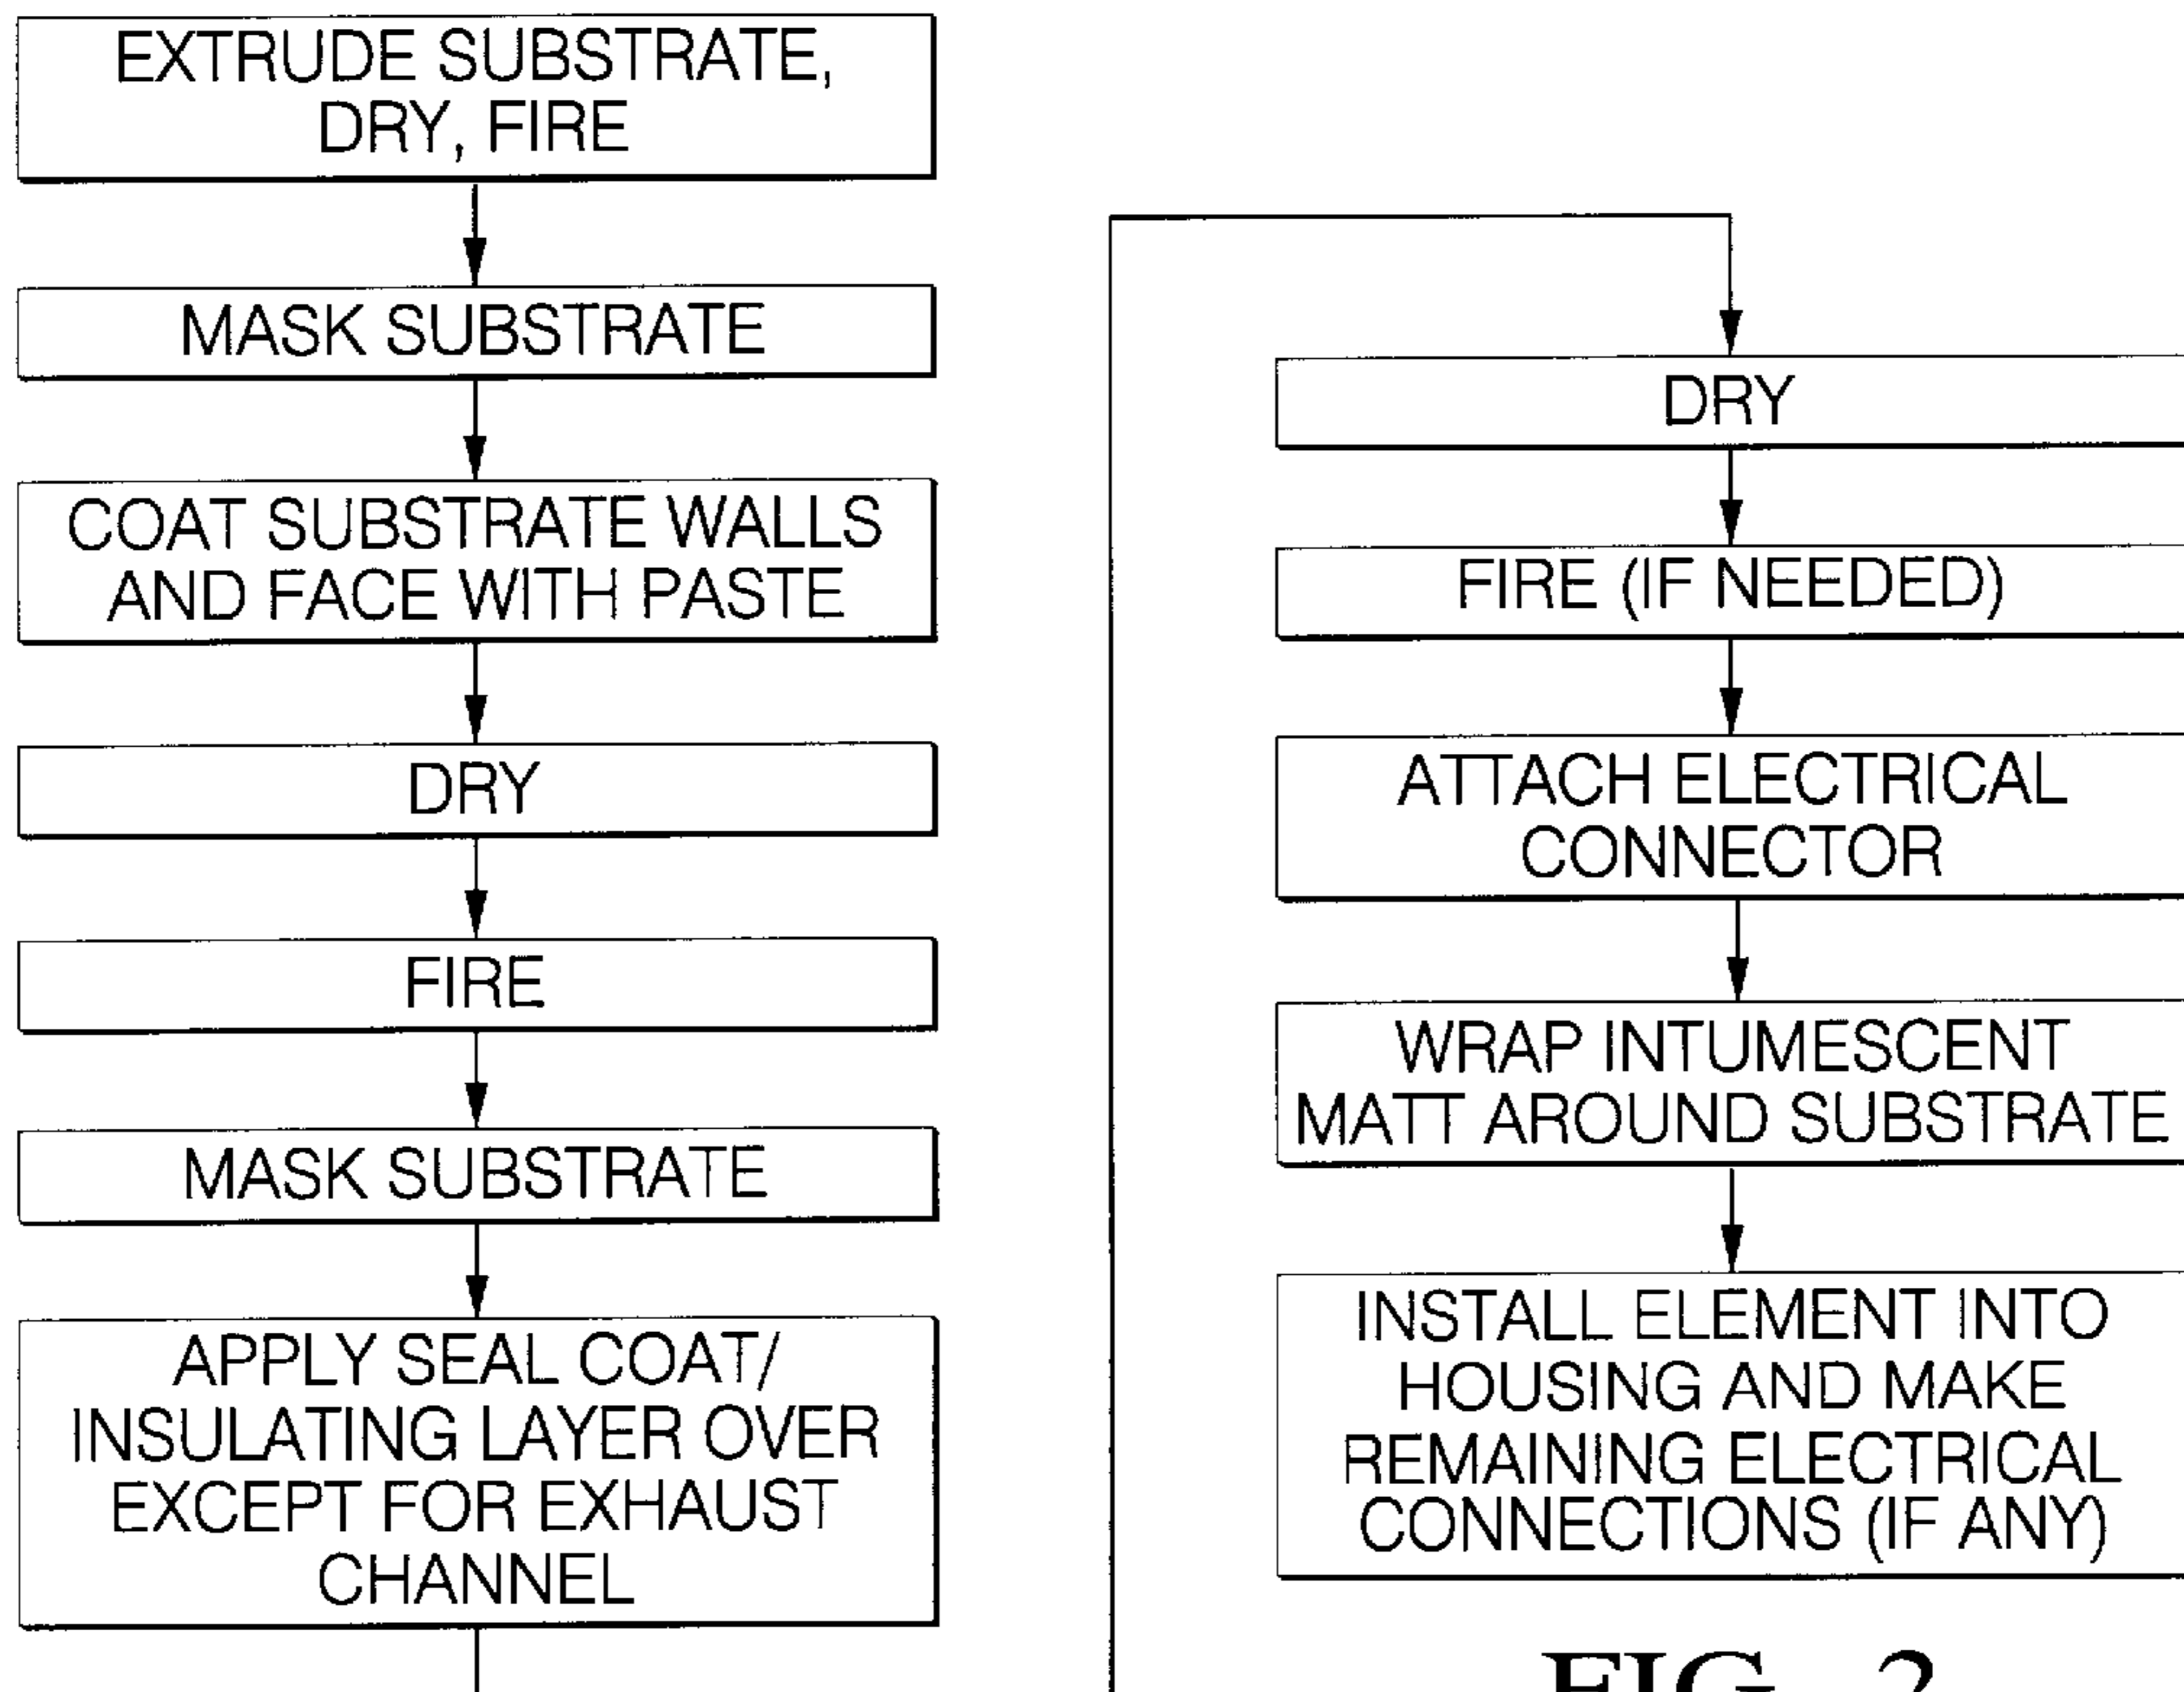 EXTRUDE SUBSTRATE,
DRY, FIRE
MASK SUBSTRATE
COAT SUBSTRATE WALLS
AND FACE WITH PASTE
DRY
FIRE
MASK SUBSTRATE
APPLY SEAL COAT/
INSULATING LAYER OVER
EXCEPT FOR EXHAUST
CHANNEL
DRY
FIRE (IF NEEDED)
ATTACH ELECTRICAL
CONNECTOR
WRAP INTUMESCENT
MATT AROUND SUBSTRATE
INSTALL ELEMENT INTO
HOUSING AND MAKE
REMAINING ELECTRICAL
CONNECTIONS (IF ANY)
FIG. 2